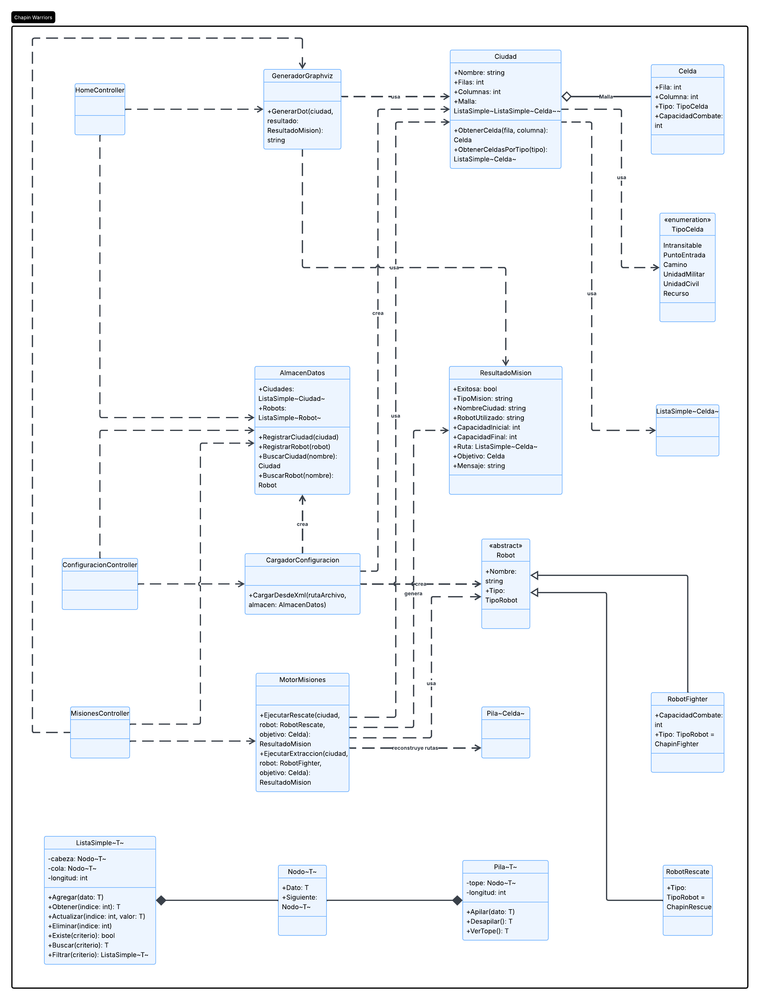 Chapin Warriors
HomeController
GeneradorGraphviz
+GenerarDot(ciudad,
resultado:
ResultadoMision):
string
usa
Ciudad
+Nombre: string
+Filas: int
+Columnas: int
+Malla:
ListaSimple~ListaSimple~Celda~~
+ObtenerCelda(fila, columna):
Celda
+ObtenerCeldasPorTipo(tipo):
ListaSimple~Celda~
Malla
Celda
+Fila: int
+Columna: int
+Tipo: TipoCelda
+CapacidadCombate:
int
usa
«enumeration»
TipoCelda
Intransitable
PuntoEntrada
Camino
UnidadMilitar
UnidadCivil
Recurso
usa
usa
crea
AlmacenDatos
+Ciudades:
ListaSimple~Ciudad~
+Robots:
ListaSimple~Robot~
+RegistrarCiudad(ciudad)
+RegistrarRobot(robot)
+BuscarCiudad(nombre):
Ciudad
+BuscarRobot(nombre):
Robot
usa
ResultadoMision
+Exitosa: bool
+TipoMision: string
+NombreCiudad: string
+RobotUtilizado: string
+CapacidadInicial: int
+CapacidadFinal: int
+Ruta: ListaSimple~Celda~
+Objetivo: Celda
+Mensaje: string
ListaSimple~Celda~
crea
ConfiguracionController
CargadorConfiguracion
+CargarDesdeXml(rutaArchivo,
almacen: AlmacenDatos)
crea
genera
«abstract»
Robot
+Nombre:
string
+Tipo:
TipoRobot
MisionesController
MotorMisiones
+EjecutarRescate(ciudad,
robot: RobotRescate,
objetivo: Celda):
ResultadoMision
+EjecutarExtraccion(ciudad,
robot: RobotFighter,
objetivo: Celda):
ResultadoMision
usa
reconstruye rutas
Pila~Celda~
RobotFighter
+CapacidadCombate:
int
+Tipo: TipoRobot =
ChapinFighter
ListaSimple~T~
-cabeza: Nodo~T~
-cola: Nodo~T~
-longitud: int
+Agregar(dato: T)
+Obtener(indice: int): T
+Actualizar(indice: int, valor: T)
+Eliminar(indice: int)
+Existe(criterio): bool
+Buscar(criterio): T
+Filtrar(criterio): ListaSimple~T~
Nodo~T~
+Dato: T
+Siguiente:
Nodo~T~
Pila~T~
-tope: Nodo~T~
-longitud: int
+Apilar(dato: T)
+Desapilar(): T
+VerTope(): T
RobotRescate
+Tipo:
TipoRobot =
ChapinRescue